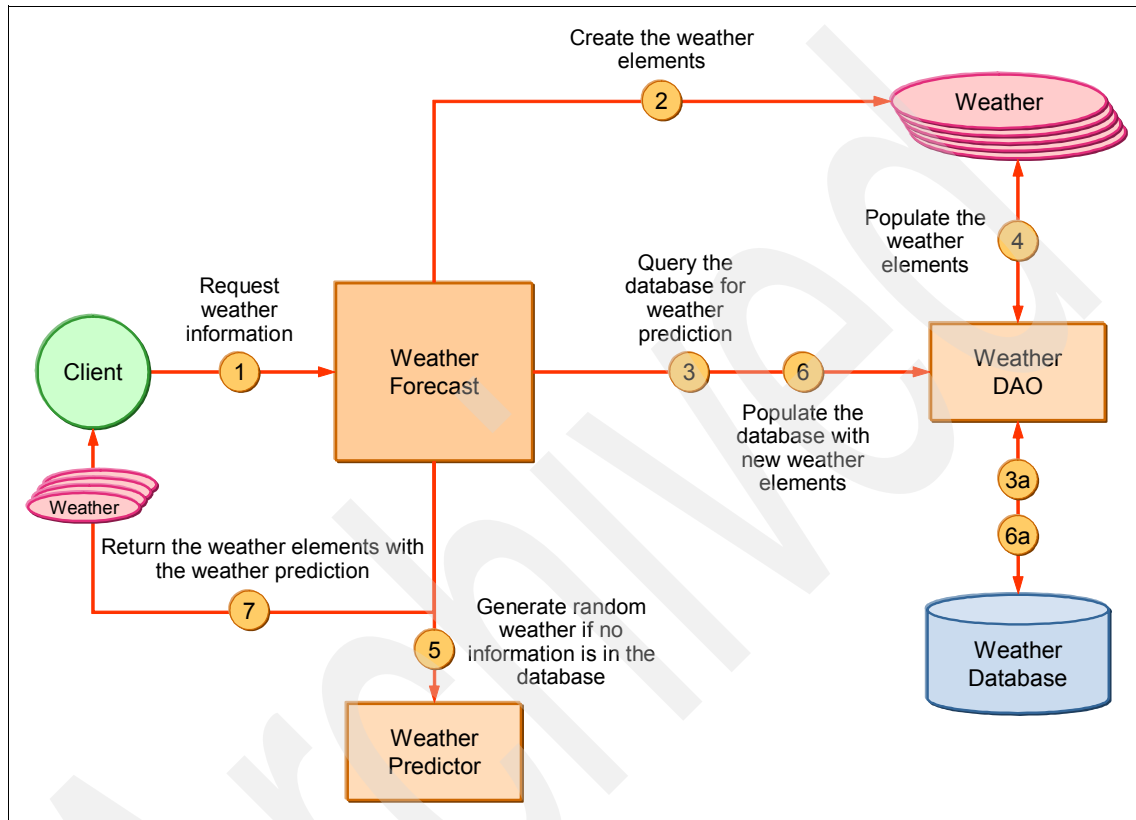 Create the weather
elements
2
Weather
Populate the
weather
elements
4
Request
weather
information
Query the
database for
weather
prediction
Client
1
Weather
Forecast
3
6
Weather
DAO
Populate the
database with
new weather
elements
3a
6a
Weather
Return the weather elements with
the weather prediction
7
Generate random
weather if no
information is in the
database
5
Weather
Database
Weather
Predictor
Archived